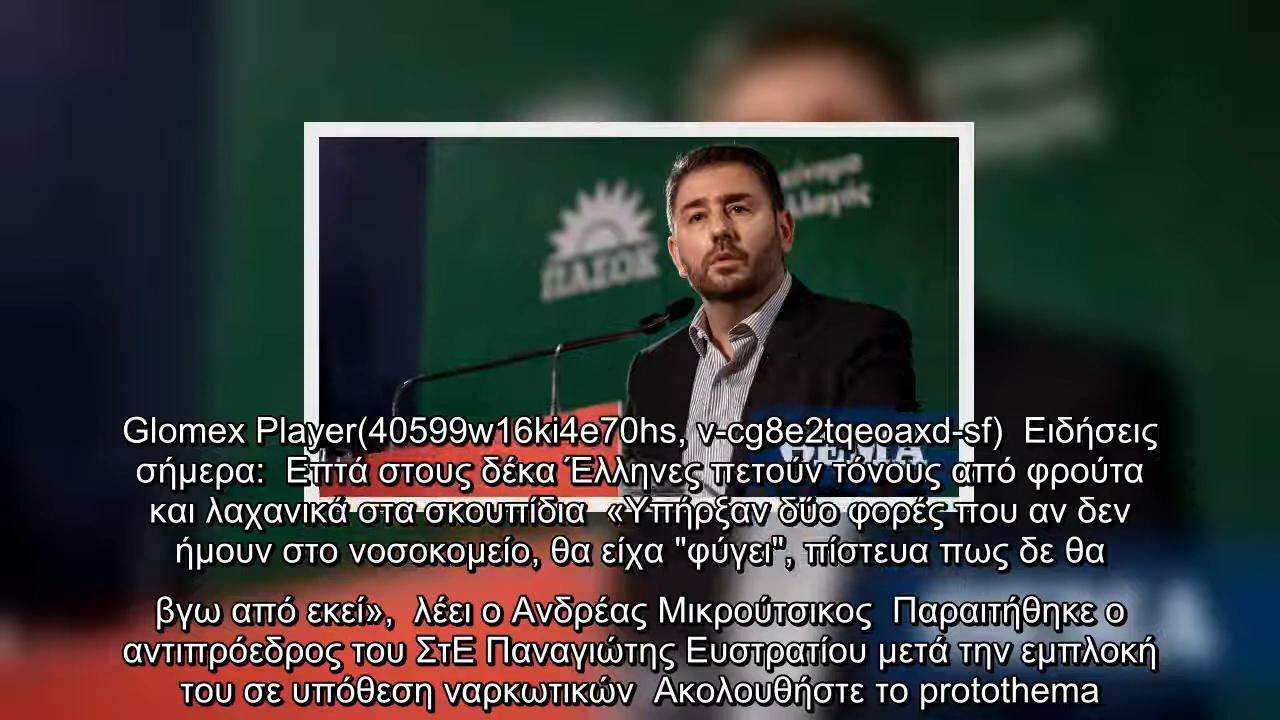 ΠΑΣΟΚ
Glomex Player(40599w16ki4e70hs, v-cg8e2tqeoaxd-sf)  Ειδήσεις
σήμερα:  Επτά στους δέκα Έλληνες πετούν τόνους από φρούτα
και λαχανικά στα σκουπίδια  «Υπήρξαν δύο φορές που αν δεν
ήμουν στο νοσοκομείο, θα είχα "φύγει", πίστευα πως δε θα
βγω από εκεί»,  λέει ο Ανδρέας Μικρούτσικος  Παραιτήθηκε ο
αντιπρόεδρος του ΣτΕ Παναγιώτης Ευστρατίου μετά την εμπλοκή
του σε υπόθεση ναρκωτικών  Ακολουθήστε το protothema